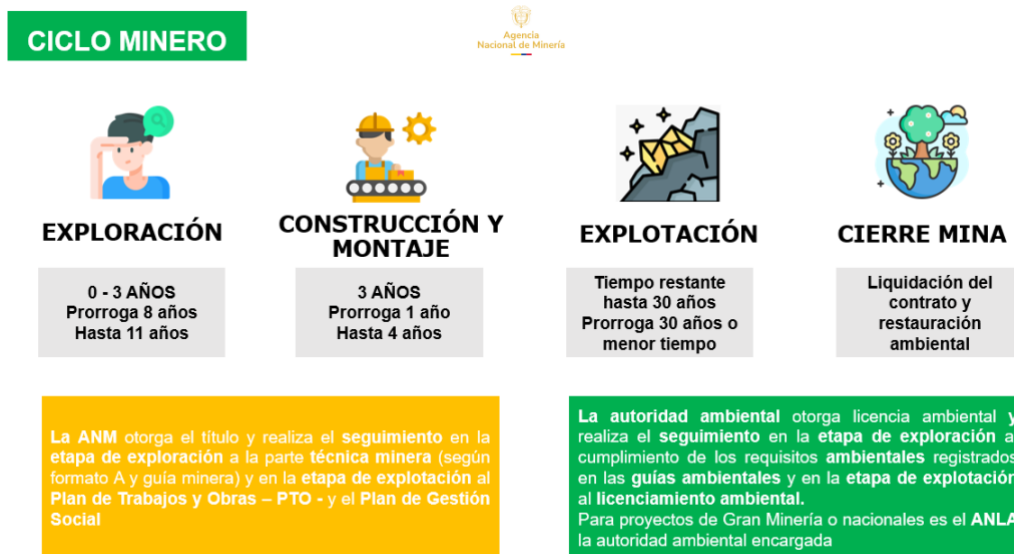 CICLO MINERO
Agencia
Nacional de Minería
EXPLORACIÓN
0 - 3 AÑOS
Prorroga 8 años
Hasta 11 años
CONSTRUCCIÓN Y
MONTAJE
3 AÑOS
Prorroga 1 año
Hasta 4 años
EXPLOTACIÓN
Tiempo restante
hasta 30 años
Prorroga 30 años o
menor tiempo
CIERRE MINA
Liquidación del
contrato y
restauración
ambiental
La ANM otorga el título y realiza el seguimiento en la
etapa de exploración a la parte técnica minera (según
formato A y guía minera) y en la etapa de explotación al
Plan de Trabajos y Obras – PTO - y el Plan de Gestión
Social
La autoridad ambiental otorga licencia ambiental y
realiza el seguimiento en la etapa de exploración al
cumplimiento de los requisitos ambientales registrados
en las guías ambientales y en la etapa de explotación
al licenciamiento ambiental.
Para proyectos de Gran Minería o nacionales es el ANLA
la autoridad ambiental encargada